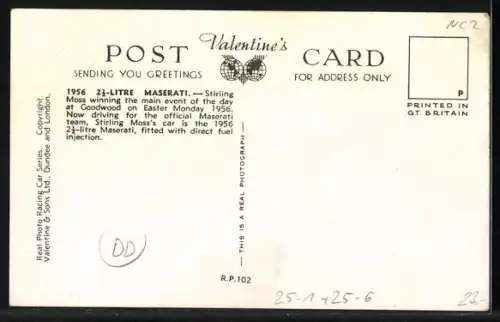 NC2
Valentine's
POST CARD
SENDING YOU GREETINGS
FOR ADDRESS ONLY
P
PRINTED IN
GT. BRITAIN
1956 2½-LITRE MASERATI. — Stirling
Moss winning the main event of the day
at Goodwood on Easter Monday 1956.
Now driving for the official Maserati
team, Stirling Moss's car is the 1956
2½-litre Maserati, fitted with direct fuel
injection.
Real Photo Racing Car Series. Copyright.
Valentine & Sons Ltd., Dundee and London.
— THIS IS A REAL PHOTOGRAPH —
DD
R.P.102
25-1 425-6
23.-